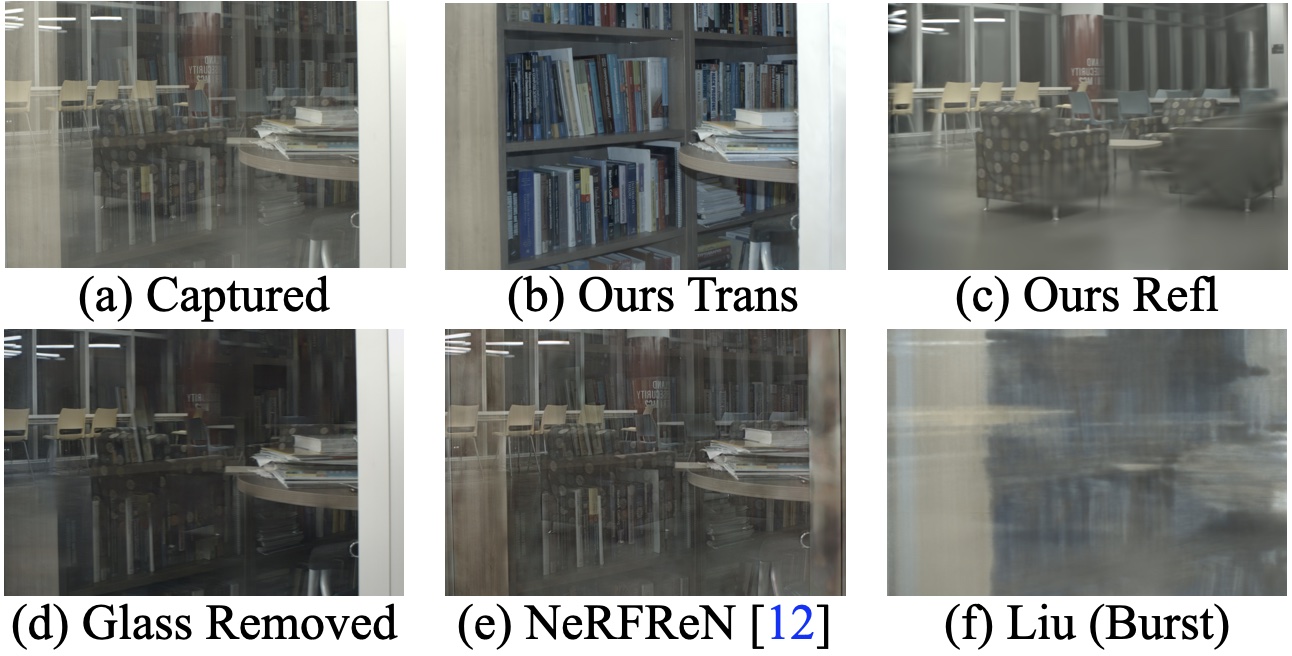 (a) Captured
(b) Ours Trans
(c) Ours Refl
(d) Glass Removed
(e) NeRFReN [12]
(f) Liu (Burst)